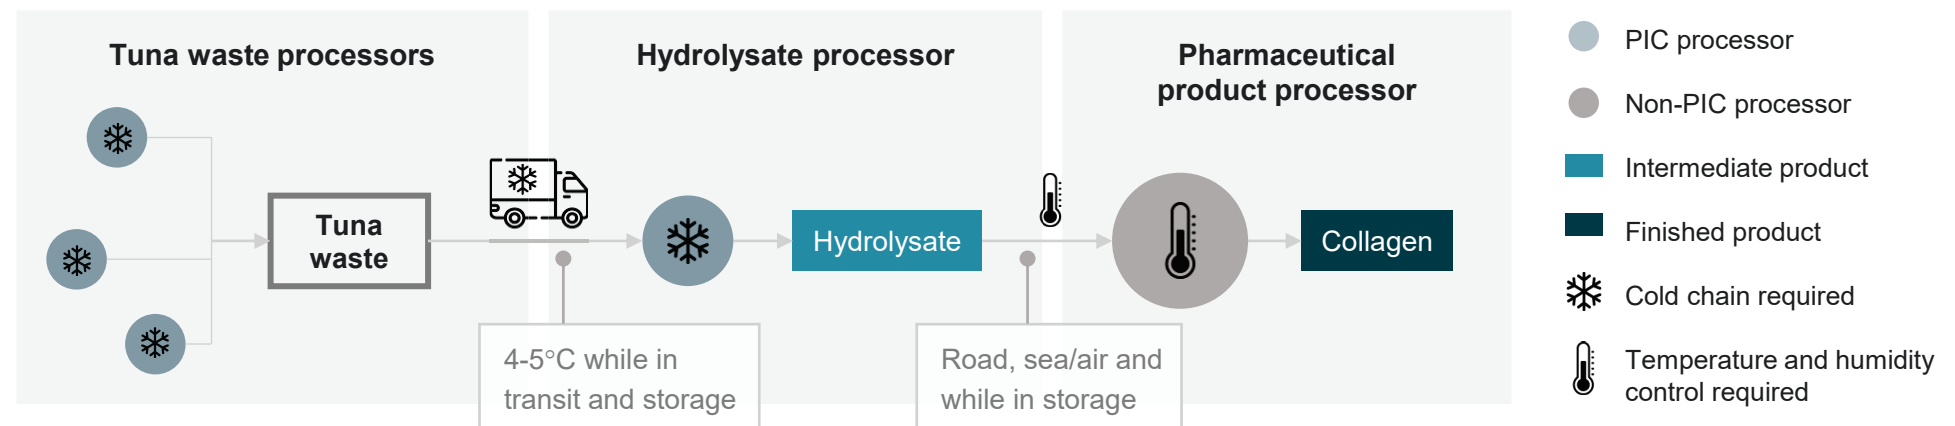 Tuna waste processors
Hydrolysate processor
Pharmaceutical
product processor
Tuna
waste
Hydrolysate
Collagen
4-5°C while in
transit and storage
Road, sea/air and
while in storage
PIC processor
Non-PIC processor
Intermediate product
Finished product
Cold chain required
Temperature and humidity
control required